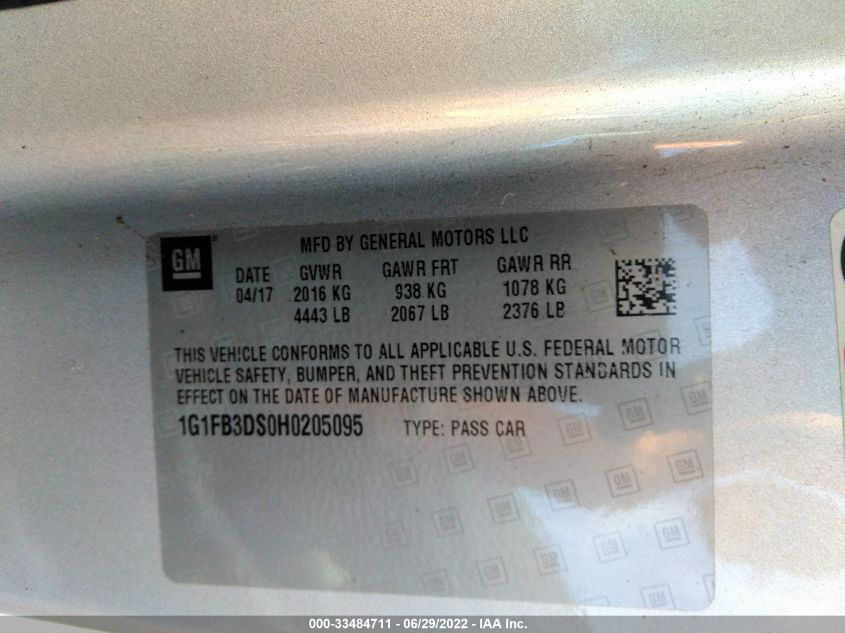 GM
MFD BY GENERAL MOTORS LLC
DATE GVWR GAWR FRT GAWR RR
04/17 2016 KG 938 KG 1078 KG
4443 LB 2067 LB 2376 LB
THIS VEHICLE CONFORMS TO ALL APPLICABLE U.S. FEDERAL MOTOR
VEHICLE SAFETY, BUMPER, AND THEFT PREVENTION STANDARDS IN
EFFECT ON THE DATE OF MANUFACTURE SHOWN ABOVE.
1G1FB3DS0H0205095 TYPE: PASS CAR
000-33484711 - 06/29/2022 - IAA Inc.